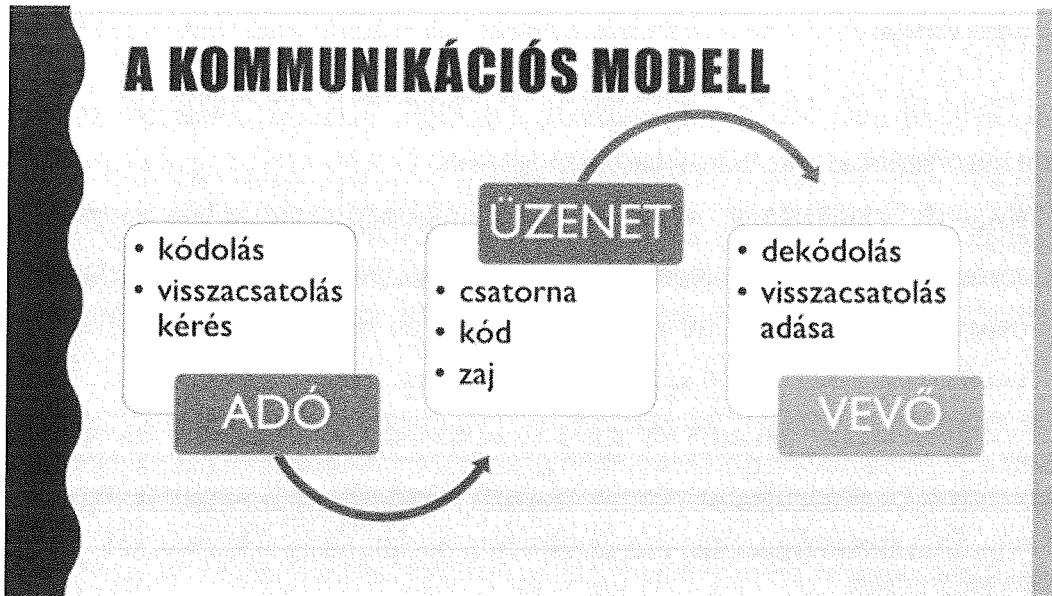 A KOMMUNIKÁCIÓS MODELL
• kódolás
• visszacsatolás
kérés
ADÓ
ÜZENET
• csatorna
• kód
• zaj
• dekódolás
• visszacsatolás
adása
VEVŐ